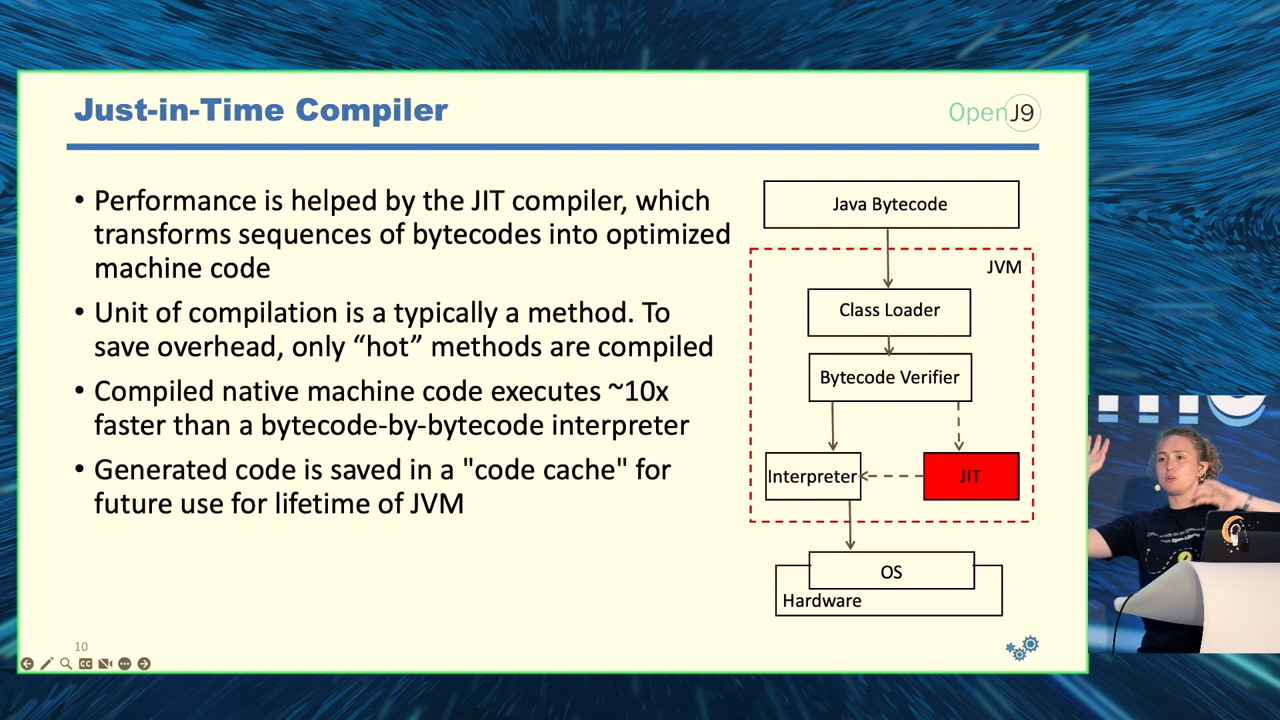 Just-in-Time Compiler
OpenJ9
• Performance is helped by the JIT compiler, which
transforms sequences of bytecodes into optimized
machine code
• Unit of compilation is a typically a method. To
save overhead, only “hot” methods are compiled
• Compiled native machine code executes ~10x
faster than a bytecode-by-bytecode interpreter
• Generated code is saved in a "code cache" for
future use for lifetime of JVM
Java Bytecode
JVM
Class Loader
Bytecode Verifier
Interpreter
JIT
OS
Hardware
10
CC